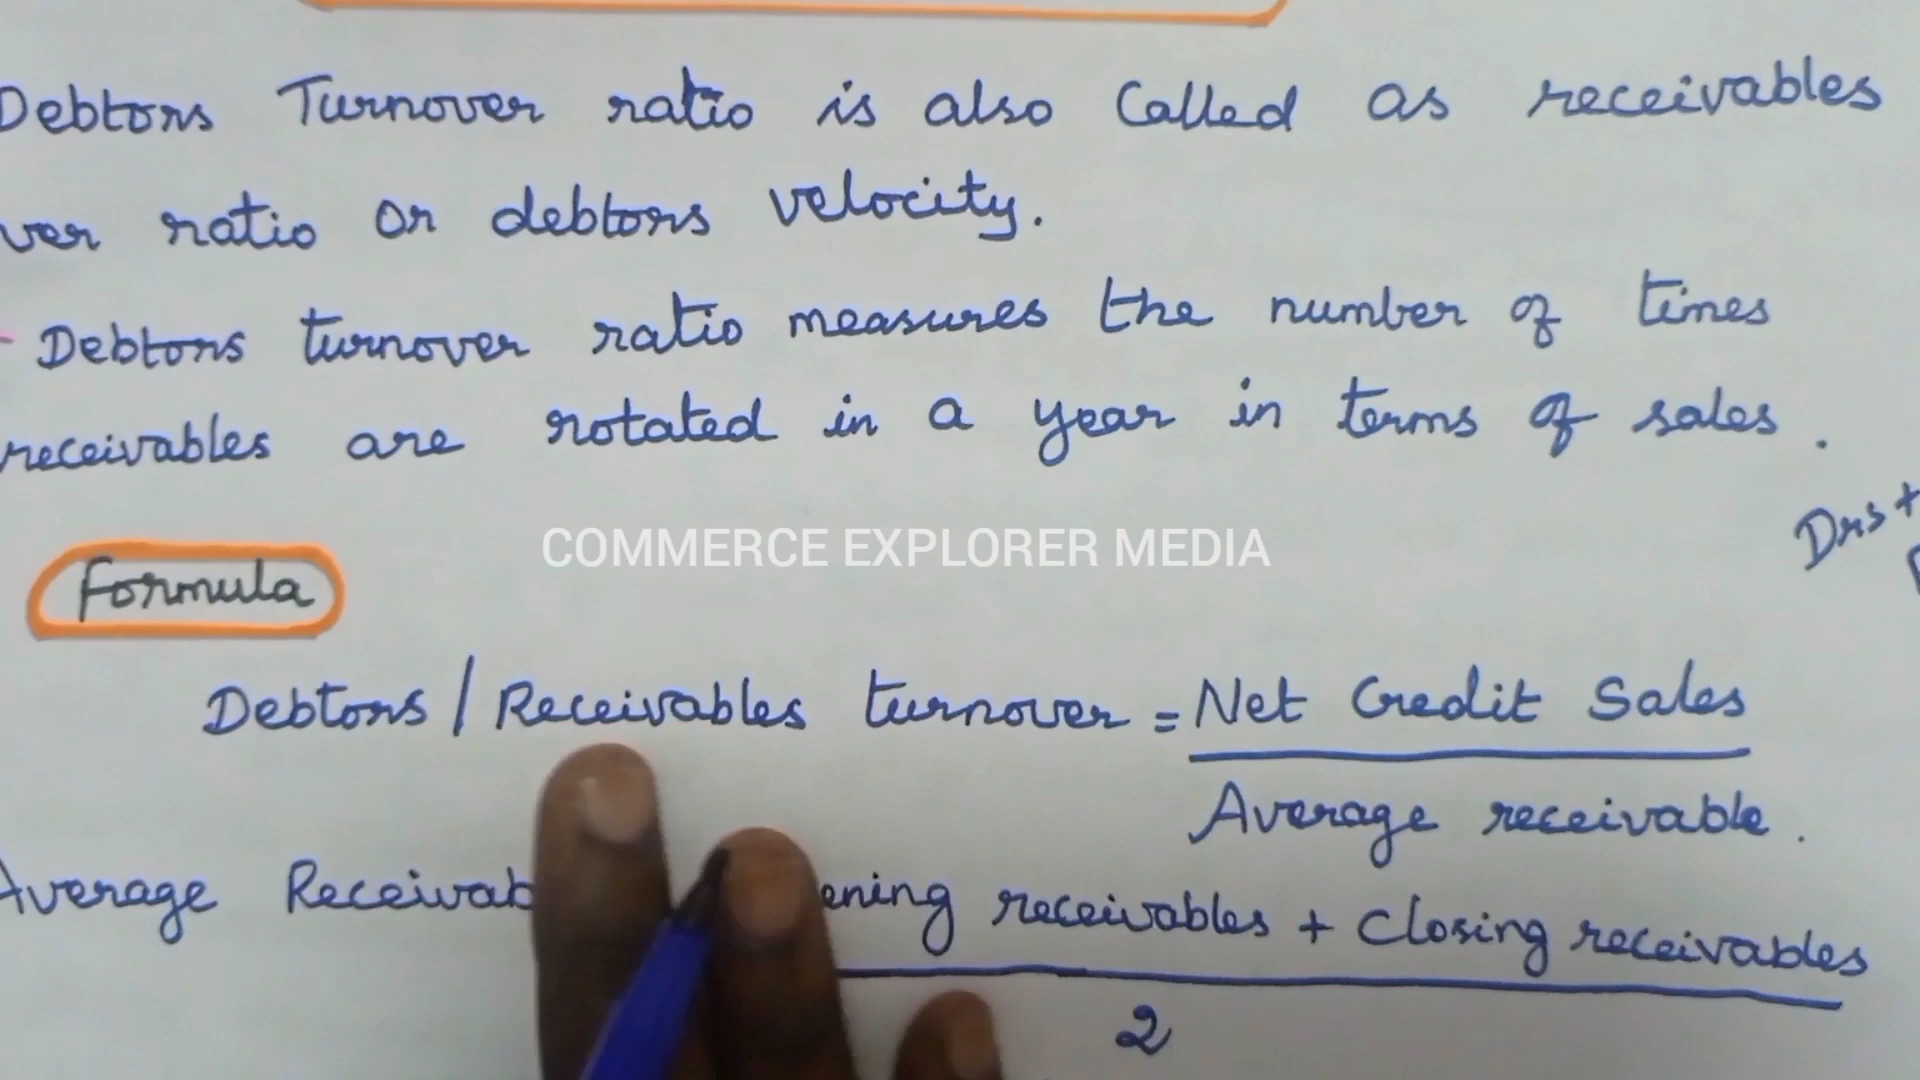 Debtors Turnover ratio is also called as receivables
ver ratio or debtors velocity.
Debtors turnover ratio measures the number of times
receivables are rotated in a year in terms of sales.
Drs +
COMMERCE EXPLORER MEDIA
Formula
Debtors / Receivables turnover = Net Credit Sales
Average receivable.
Average Receivab ening receivables + Closing receivables
2